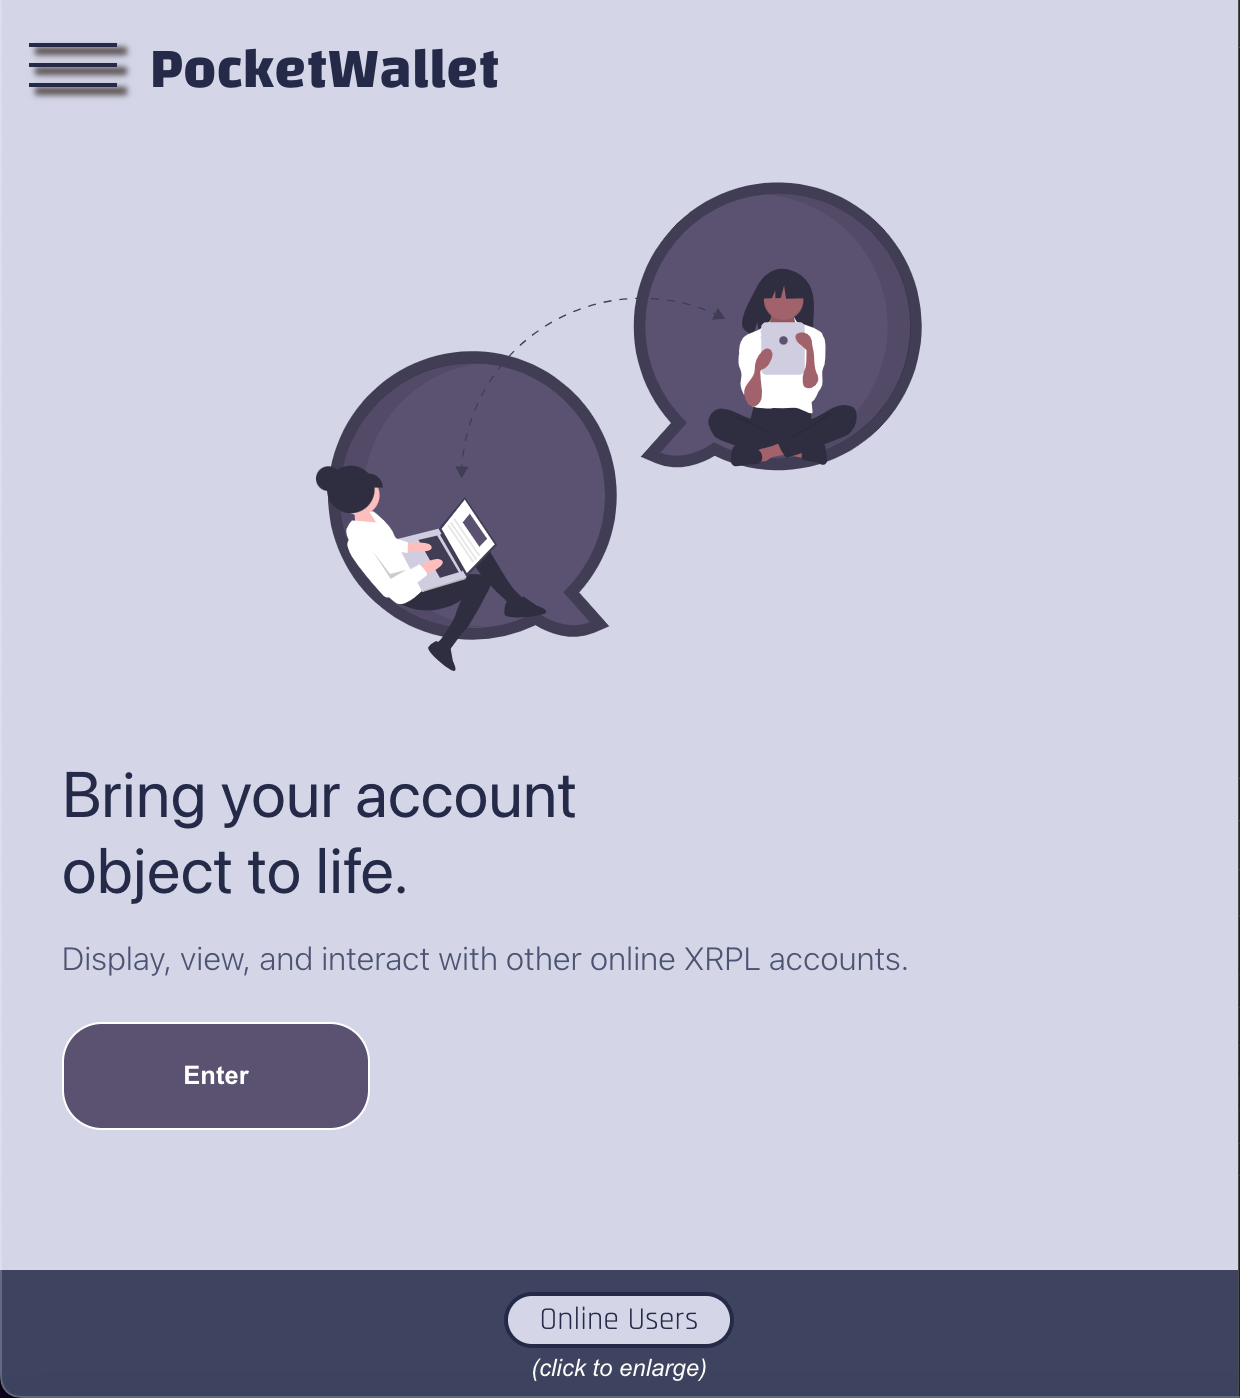 PocketWallet
Bring your account
object to life.
Display, view, and interact with other online XRPL accounts.
Enter
Online Users
(click to enlarge)